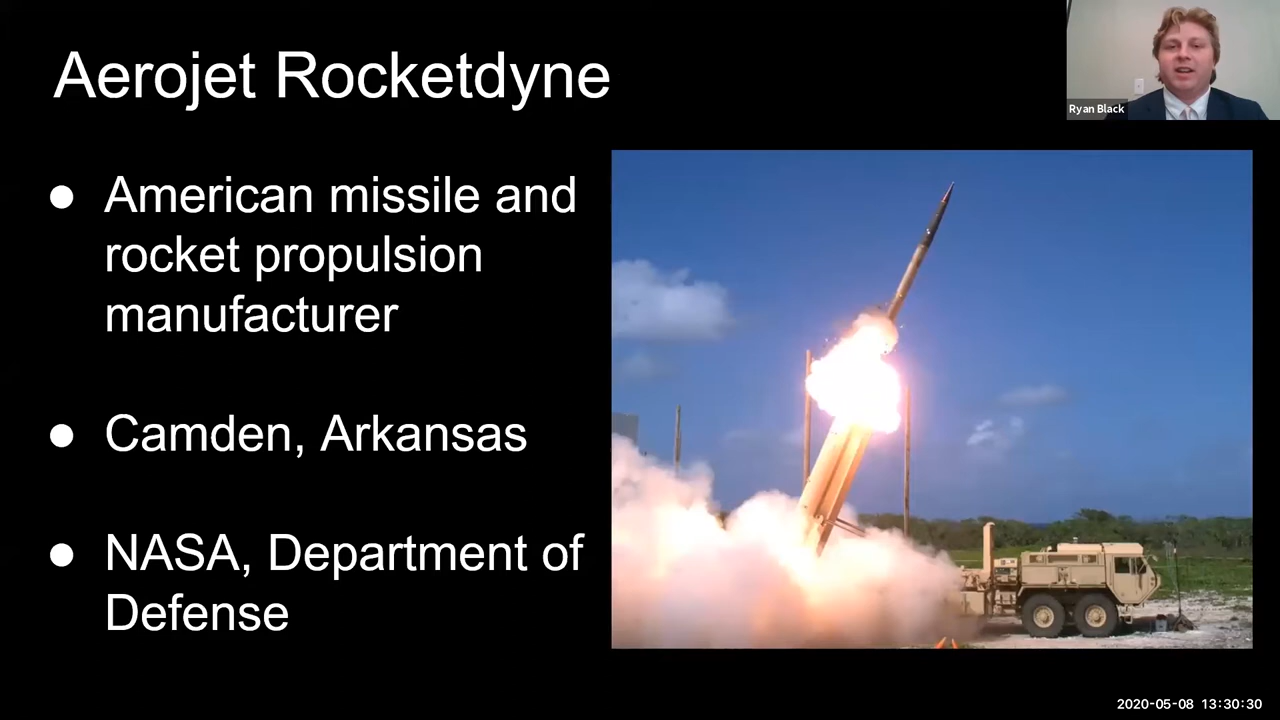 Aerojet Rocketdyne
Ryan Black
● American missile and
rocket propulsion
manufacturer
● Camden, Arkansas
● NASA, Department of
Defense
2020-05-08 13:30:30